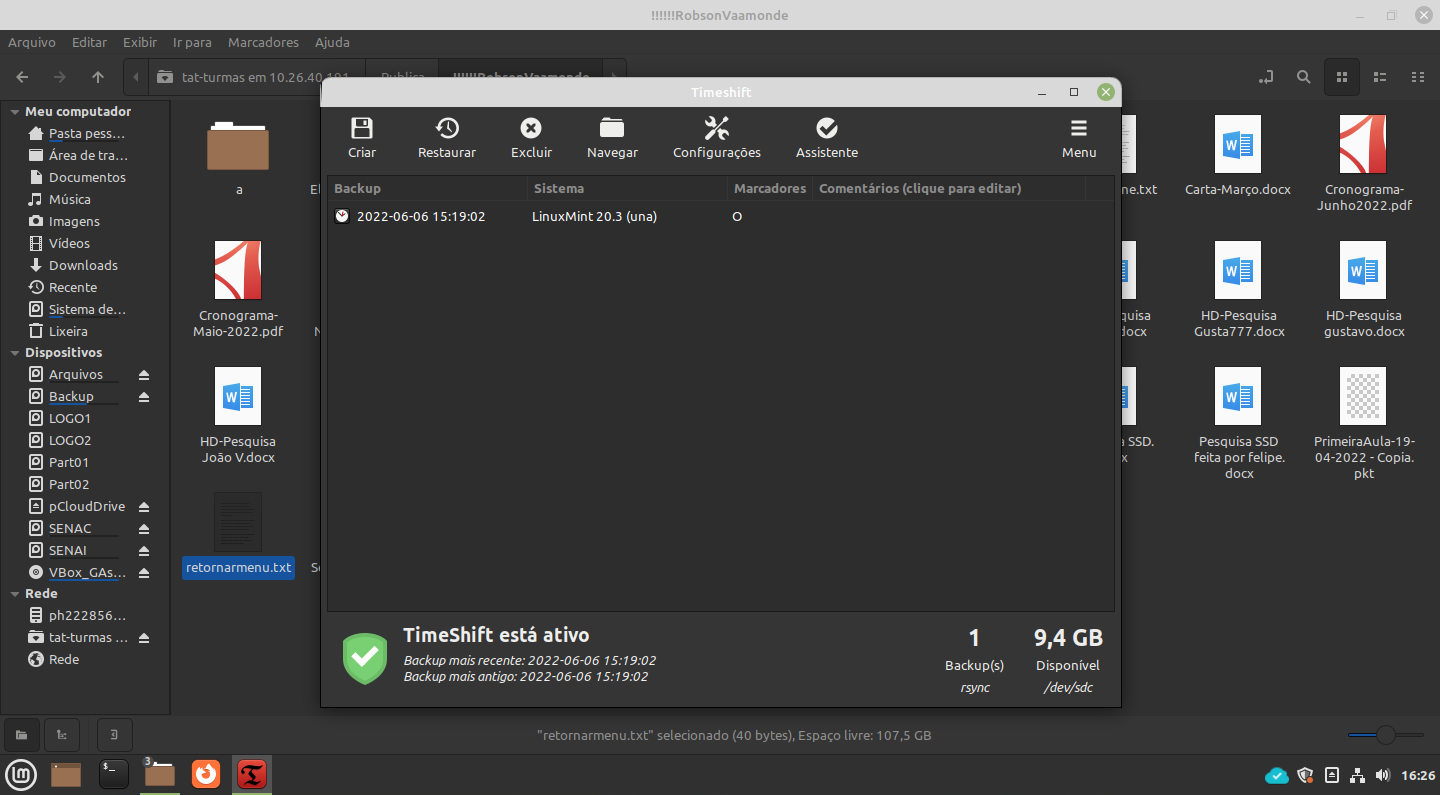 !!!!!!RobsonVaamonde
Arquivo Editar Exibir Ir para Marcadores Ajuda
tat-turmas em 10.26.40.191 Publica !!!!!!RobsonVaamonde
Meu computador
Pasta pess...
Área de tra...
Documentos
Música
Imagens
Vídeos
Downloads
Recente
Sistema de...
Lixeira
Dispositivos
Arquivos
Backup
LOGO1
LOGO2
Part01
Part02
pCloudDrive
SENAC
SENAI
VBox_GAs...
Rede
ph222856...
tat-turmas ...
Rede
a
Cronograma-
Maio-2022.pdf
HD-Pesquisa
João V.docx
retornarmenu.txt
Timeshift
Criar Restaurar Excluir Navegar Configurações Assistente Menu
Backup Sistema Marcadores Comentários (clique para editar)
2022-06-06 15:19:02 LinuxMint 20.3 (una) O
TimeShift está ativo
Backup mais recente: 2022-06-06 15:19:02
Backup mais antigo: 2022-06-06 15:19:02
1
Backup(s)
rsync
9,4 GB
Disponível
/dev/sdc
ne.txt
Carta-Março.docx
Cronograma-
Junho2022.pdf
quisa
docx
HD-Pesquisa
Gusta777.docx
HD-Pesquisa
gustavo.docx
a SSD.
x
Pesquisa SSD
feita por felipe.
docx
PrimeiraAula-19-
04-2022 - Copia.
pkt
"retornarmenu.txt" selecionado (40 bytes), Espaço livre: 107,5 GB
3
16:26